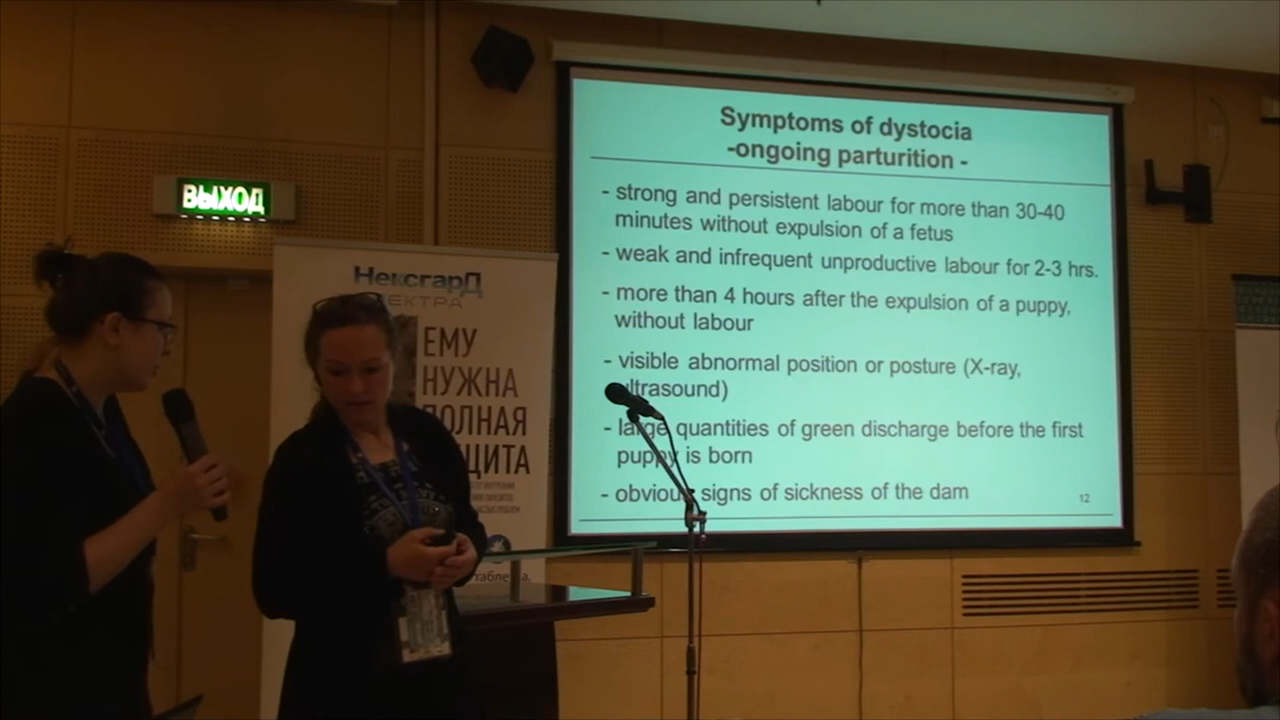 Symptoms of dystocia
-ongoing parturition -
- strong and persistent labour for more than 30-40
minutes without expulsion of a fetus
- weak and infrequent unproductive labour for 2-3 hrs.
- more than 4 hours after the expulsion of a puppy,
without labour
- visible abnormal position or posture (X-ray,
ultrasound)
- large quantities of green discharge before the first
puppy is born
- obvious signs of sickness of the dam
12
ВЫХОД
НексгарД
ЕМУ
НУЖНА
ПОЛНАЯ